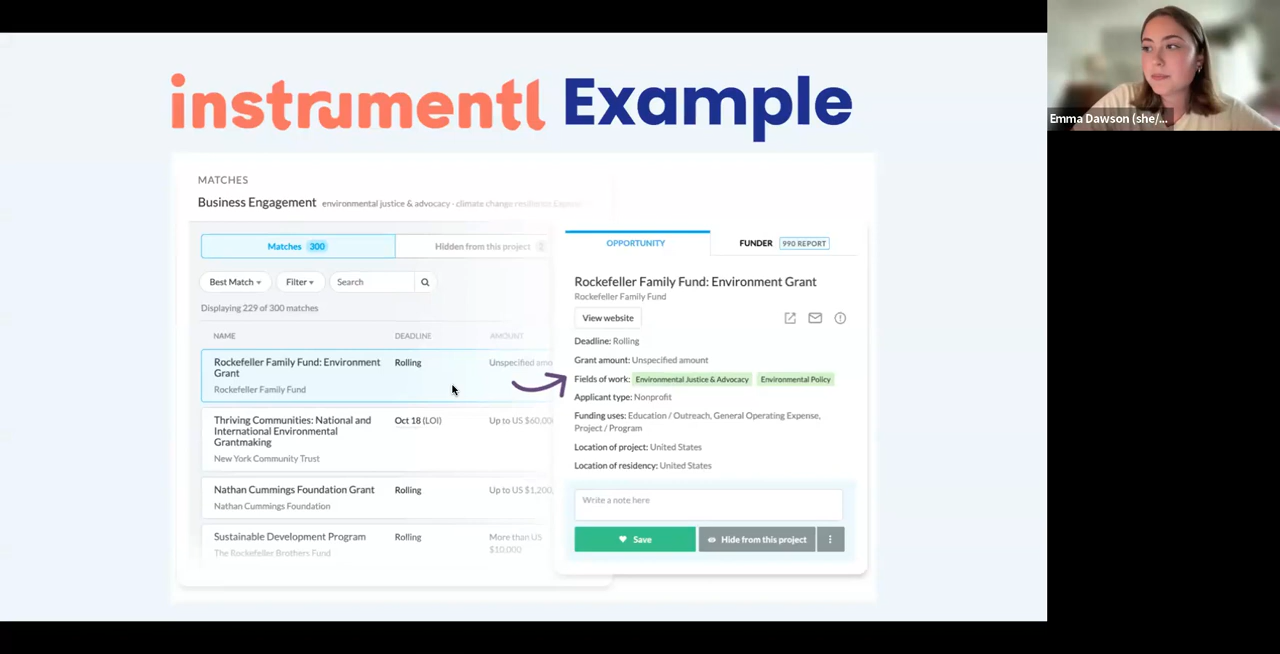 instrumentl Example
MATCHES
Business Engagement environmental justice & advocacy - climate change resilience
Matches 300
Hidden from this project
Best Match
Filter
Search
Displaying 229 of 300 matches
NAME DEADLINE AMOUNT
Rockefeller Family Fund: Environment Rolling Unspecified amo
Grant
Rockefeller Family Fund
Thriving Communities: National and Oct 18 (LOI) Up to US $60,00
International Environmental
Grantmaking
New York Community Trust
Nathan Cummings Foundation Grant Rolling Up to US $1,200,
Nathan Cummings Foundation
Sustainable Development Program Rolling More than US
$10,000
The Rockefeller Brothers Fund
OPPORTUNITY
FUNDER 990 REPORT
Rockefeller Family Fund: Environment Grant
Rockefeller Family Fund
View website
Deadline: Rolling
Grant amount: Unspecified amount
Fields of work: Environmental Justice & Advocacy Environmental Policy
Applicant type: Nonprofit
Funding uses: Education / Outreach, General Operating Expense,
Project / Program
Location of project: United States
Location of residency: United States
Write a note here
Save
Hide from this project
Emma Dawson (she/...